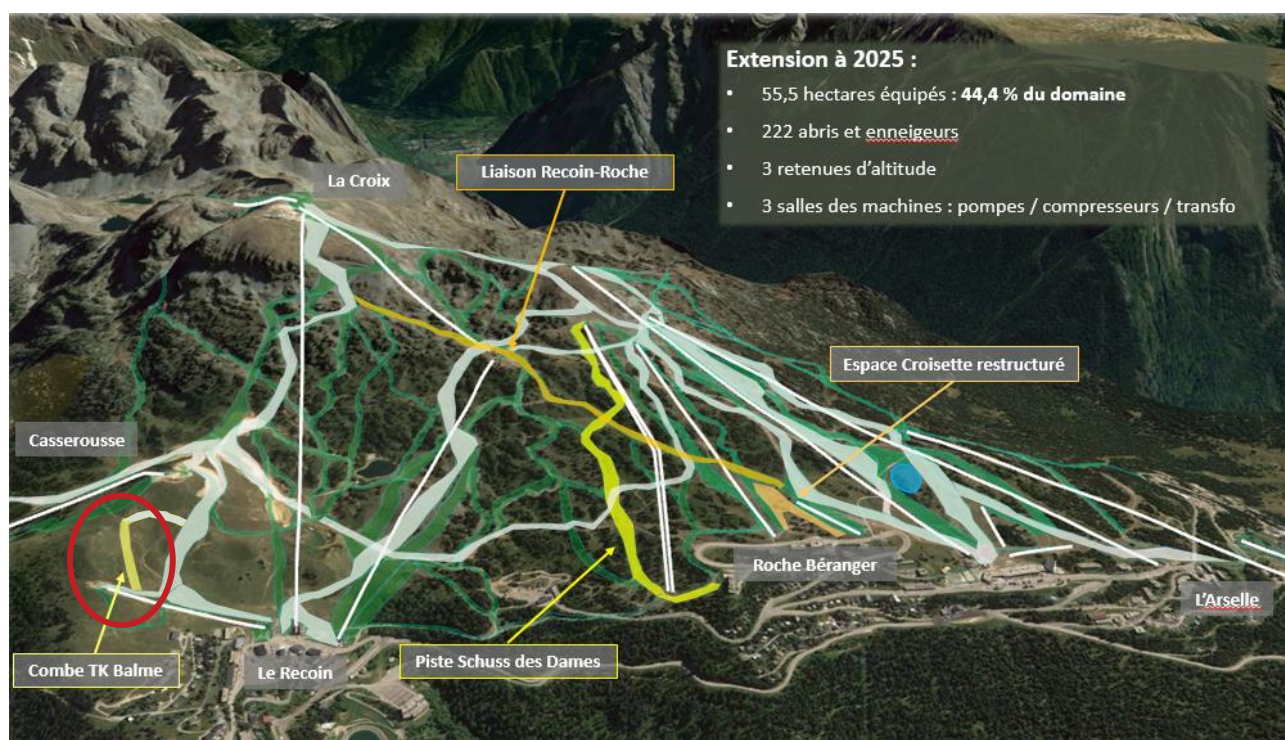 Extension à 2025 :
• 55,5 hectares équipés : 44,4 % du domaine
• 222 abris et enneigeurs
• 3 retenues d'altitude
• 3 salles des machines : pompes / compresseurs / transfo
Liaison Recoin-Roche
La Croix
Espace Croisette restructuré
Casserousse
Roche Béranger
L'Arselle
Combe TK Balme
Le Recoin
Piste Schuss des Dames